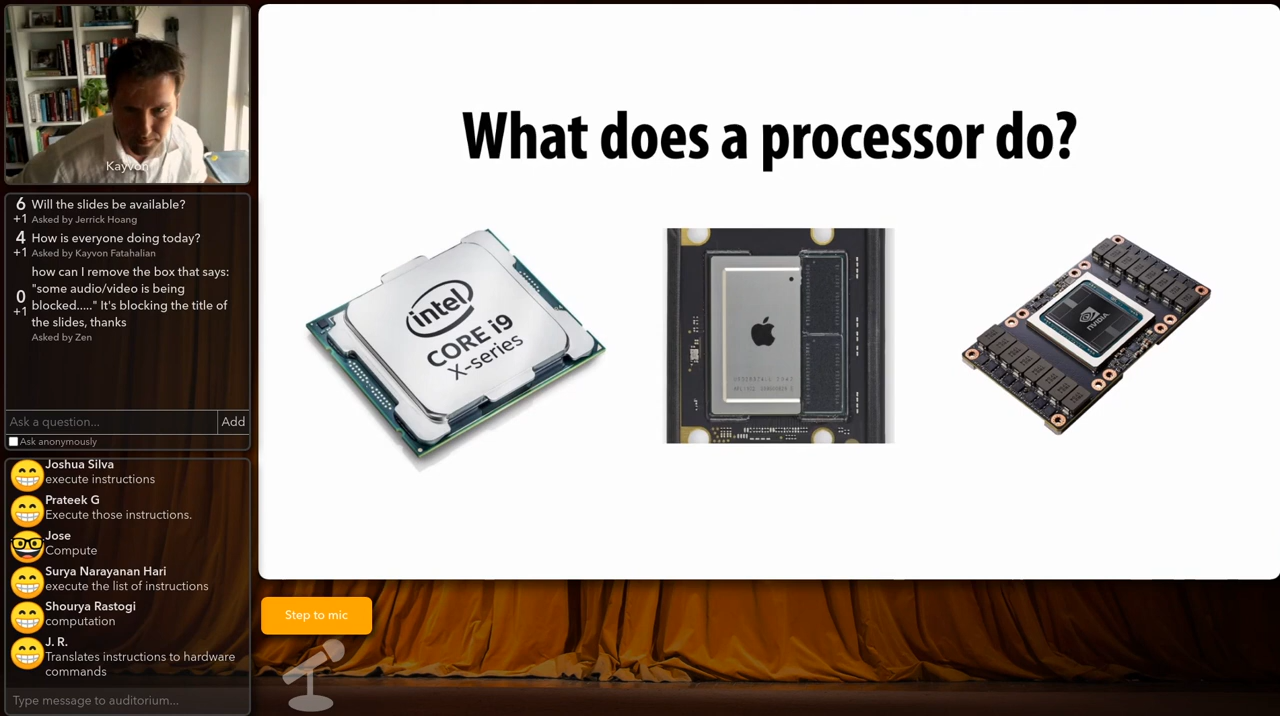 Kayvon
6 Will the slides be available?
+1 Asked by Jerrick Hoang
4 How is everyone doing today?
+1 Asked by Kayvon Fatahalian
how can I remove the box that says:
"some audio/video is being
0 blocked....." It's blocking the title of
+1 the slides, thanks
Asked by Zen
Ask a question... Add
Ask anonymously
Joshua Silva
execute instructions
Prateek G
Execute those instructions.
Jose
Compute
Surya Narayanan Hari
execute the list of instructions
Shourya Rastogi
computation
J. R.
Translates instructions to hardware
commands
Type message to auditorium...
What does a processor do?
intel
CORE i9
X-series
NVIDIA
Step to mic